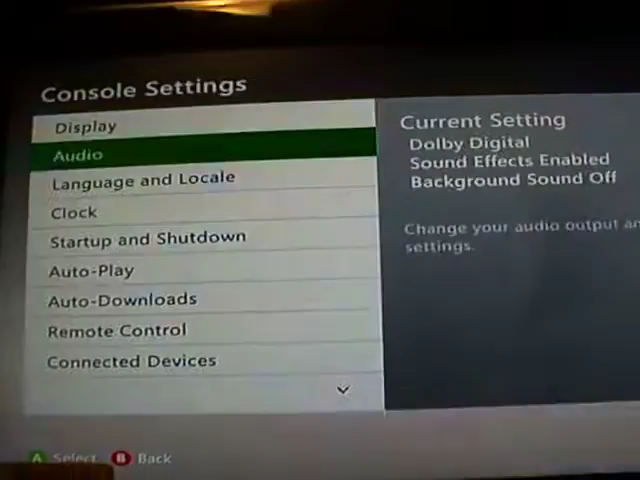 Console Settings
Display
Audio
Language and Locale
Clock
Startup and Shutdown
Auto-Play
Auto-Downloads
Remote Control
Connected Devices
Current Setting
Dolby Digital
Sound Effects Enabled
Background Sound Off
Change your audio output
settings.
A Select B Back